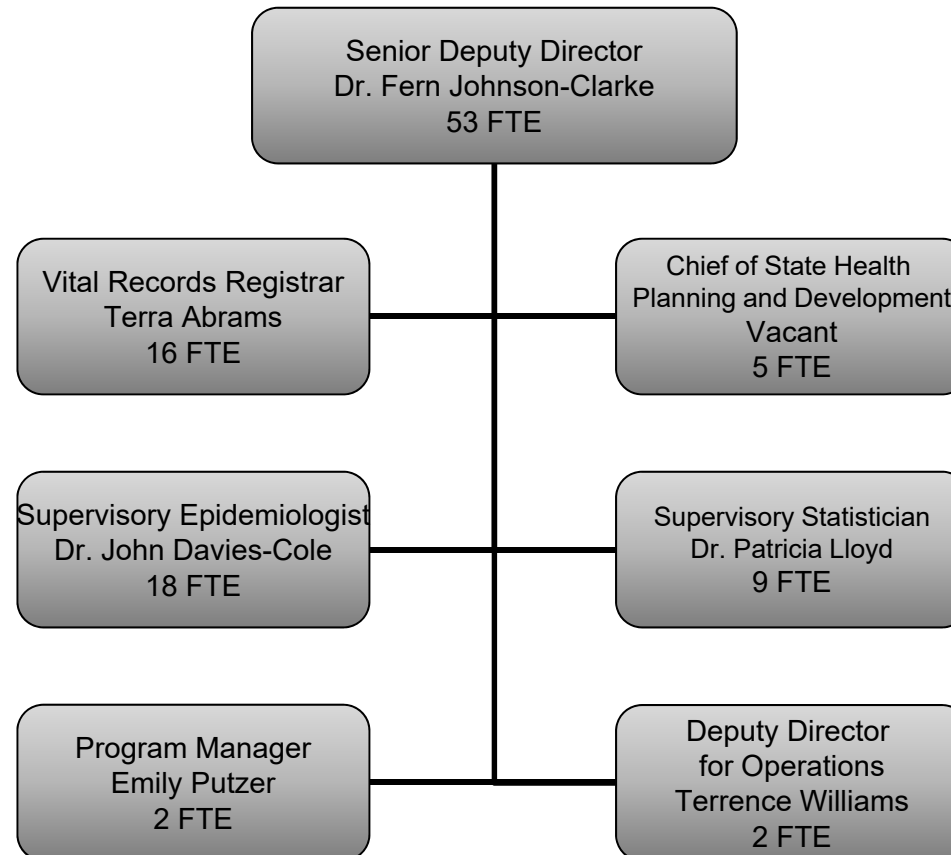 Senior Deputy Director
Dr. Fern Johnson-Clarke
53 FTE
Vital Records Registrar
Terra Abrams
16 FTE
Chief of State Health
Planning and Development
Vacant
5 FTE
Supervisory Epidemiologist
Dr. John Davies-Cole
18 FTE
Supervisory Statistician
Dr. Patricia Lloyd
9 FTE
Program Manager
Emily Putzer
2 FTE
Deputy Director
for Operations
Terrence Williams
2 FTE